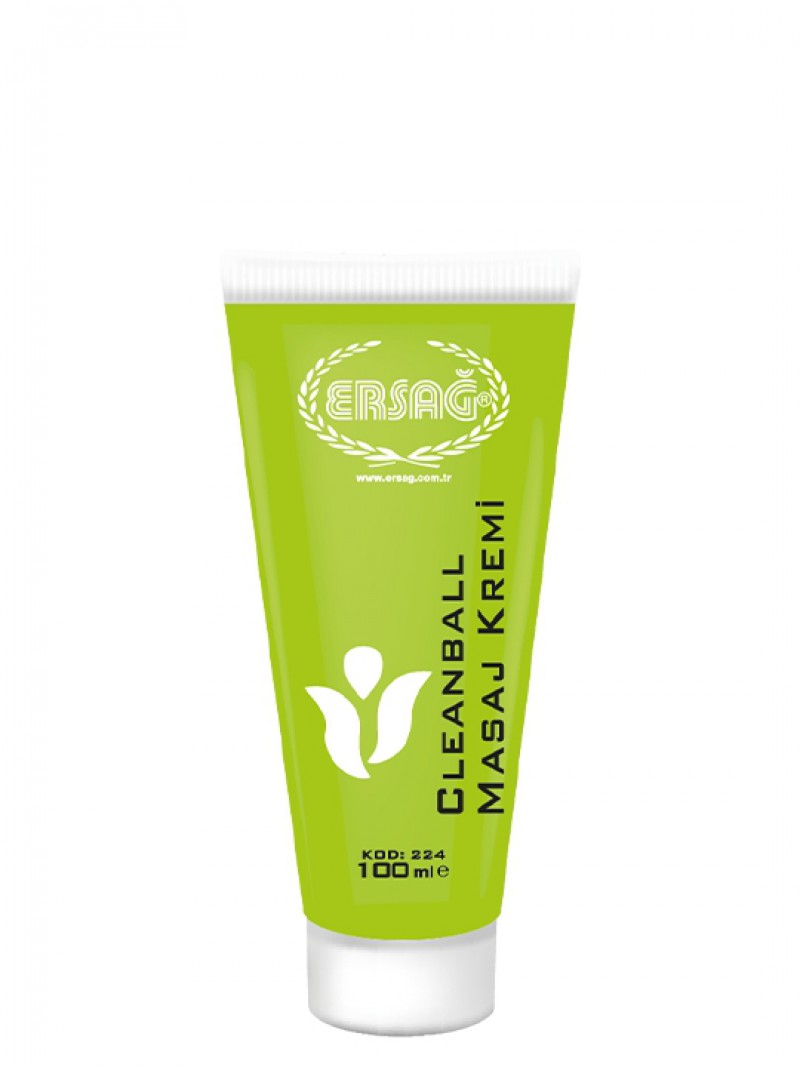 ERSAĞ®
www.ersag.com.tr
CLEANBALL
MASAJ KREMİ
KOD: 224
100 ml e